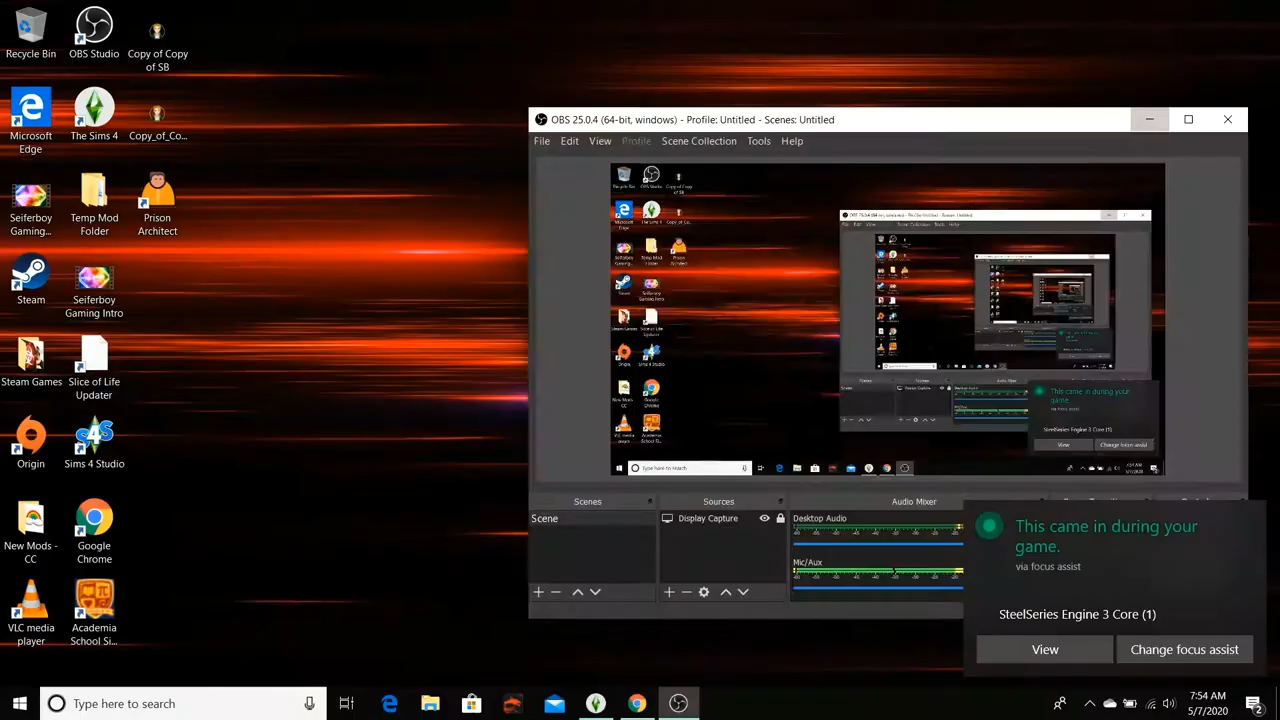 Recycle Bin
OBS Studio
Copy of Copy
of SB
Microsoft
Edge
The Sims 4
Copy_of_Co...
Seiferboy
Gaming...
Temp Mod
Folder
Prison
Architect
Steam
Seiferboy
Gaming Intro
Steam Games
Slice of Life
Updater
Origin
Sims 4 Studio
New Mods -
CC
Google
Chrome
VLC media
player
Academia
School Si...
OBS 25.0.4 (64-bit, windows) - Profile: Untitled - Scenes: Untitled
File Edit View Profile Scene Collection Tools Help
Scenes
Sources
Audio Mixer
Scene
Display Capture
Desktop Audio
Mic/Aux
This came in during your
game.
via focus assist
SteelSeries Engine 3 Core (1)
View
Change focus assist
Type here to search
7:54 AM
5/7/2020
2